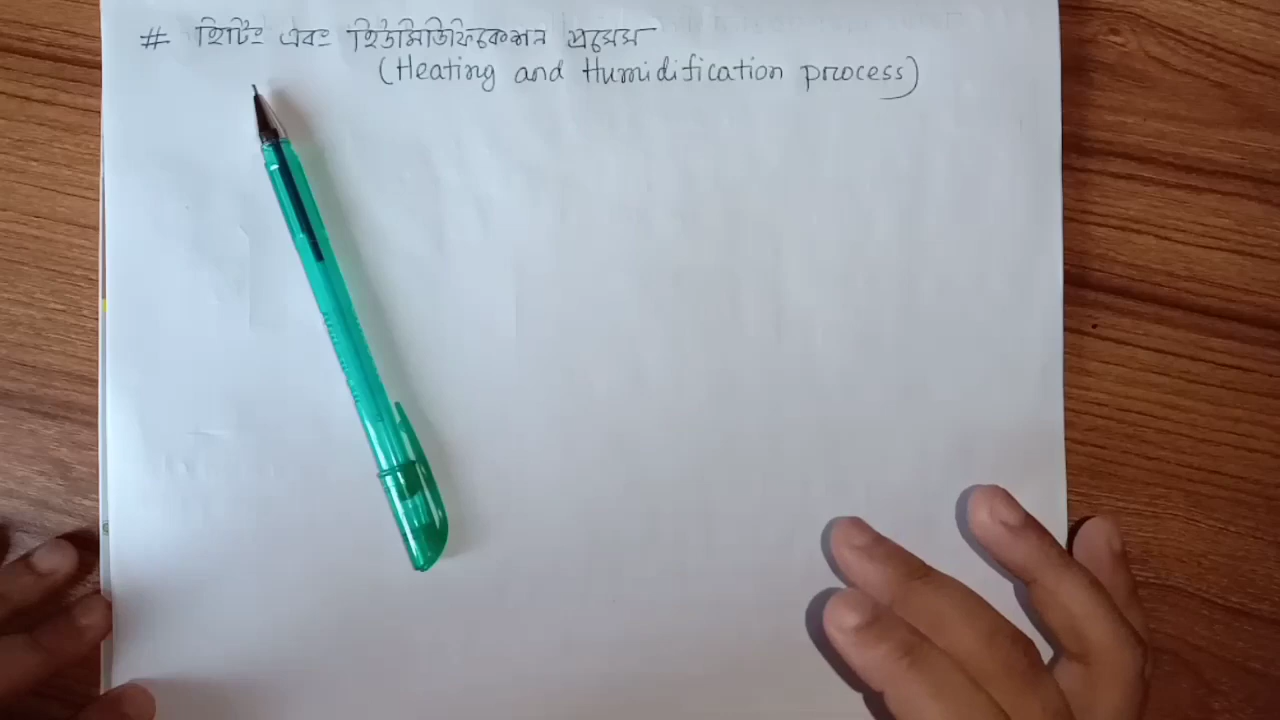 # হিটিং এবং হিউমিডিফিকেশন প্রসেস
(Heating and Humidification process)